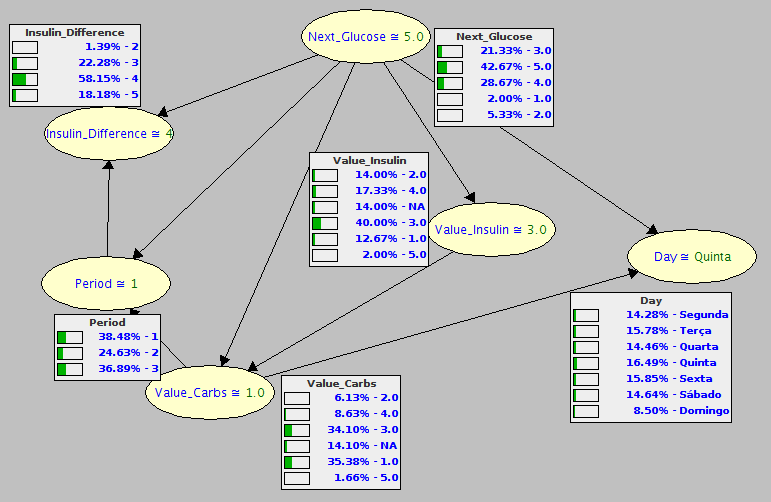 Insulin_Difference
1.39% - 2
22.28% - 3
58.15% - 4
18.18% - 5
Next_Glucose ≅ 5.0
Next_Glucose
21.33% - 3.0
42.67% - 5.0
28.67% - 4.0
2.00% - 1.0
5.33% - 2.0
Insulin_Difference ≅ 4
Value_Insulin
14.00% - 2.0
17.33% - 4.0
14.00% - NA
40.00% - 3.0
12.67% - 1.0
2.00% - 5.0
Value_Insulin ≅ 3.0
Day ≅ Quinta
Period ≅ 1
Day
14.28% - Segunda
15.78% - Terça
14.46% - Quarta
16.49% - Quinta
15.85% - Sexta
14.64% - Sábado
8.50% - Domingo
Period
38.48% - 1
24.63% - 2
36.89% - 3
Value_Carbs ≅ 1.0
Value_Carbs
6.13% - 2.0
8.63% - 4.0
34.10% - 3.0
14.10% - NA
35.38% - 1.0
1.66% - 5.0